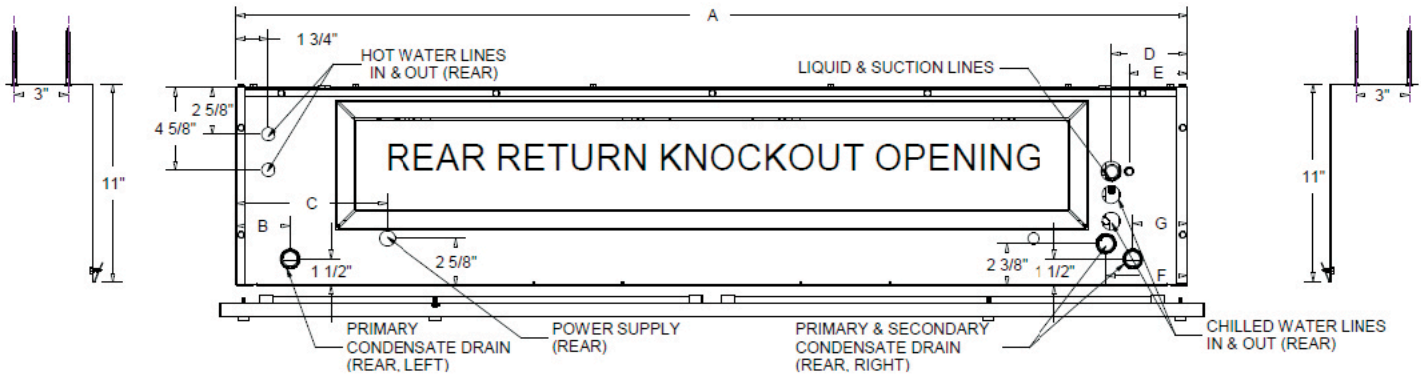 A
1 3/4"
D
HOT WATER LINES
IN & OUT (REAR)
LIQUID & SUCTION LINES
E
3"
3"
2 5/8"
4 5/8"
REAR RETURN KNOCKOUT OPENING
11"
11"
C
B
G
2 5/8"
2 3/8"
1 1/2"
1 1/2"
F
PRIMARY
CONDENSATE DRAIN
(REAR, LEFT)
POWER SUPPLY
(REAR)
PRIMARY & SECONDARY
CONDENSATE DRAIN
(REAR, RIGHT)
CHILLED WATER LINES
IN & OUT (REAR)